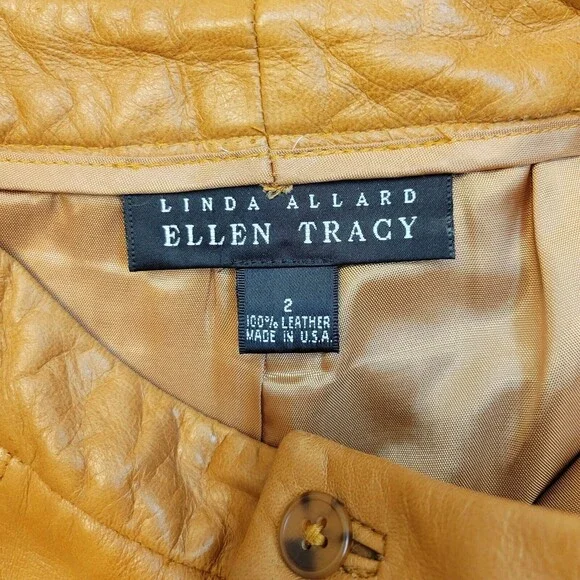 LINDA ALLARD
ELLEN TRACY
2
100% LEATHER
MADE IN U.S.A.